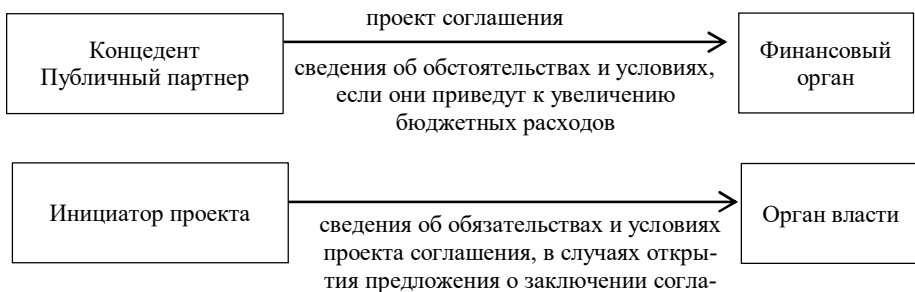 проект соглашения
Концедент
Публичный партнер
Финансовый
орган
сведения об обстоятельствах и условиях,
если они приведут к увеличению
бюджетных расходов
Инициатор проекта
Орган власти
сведения об обязательствах и условиях
проекта соглашения, в случаях откры-
тия предложения о заключении согла-